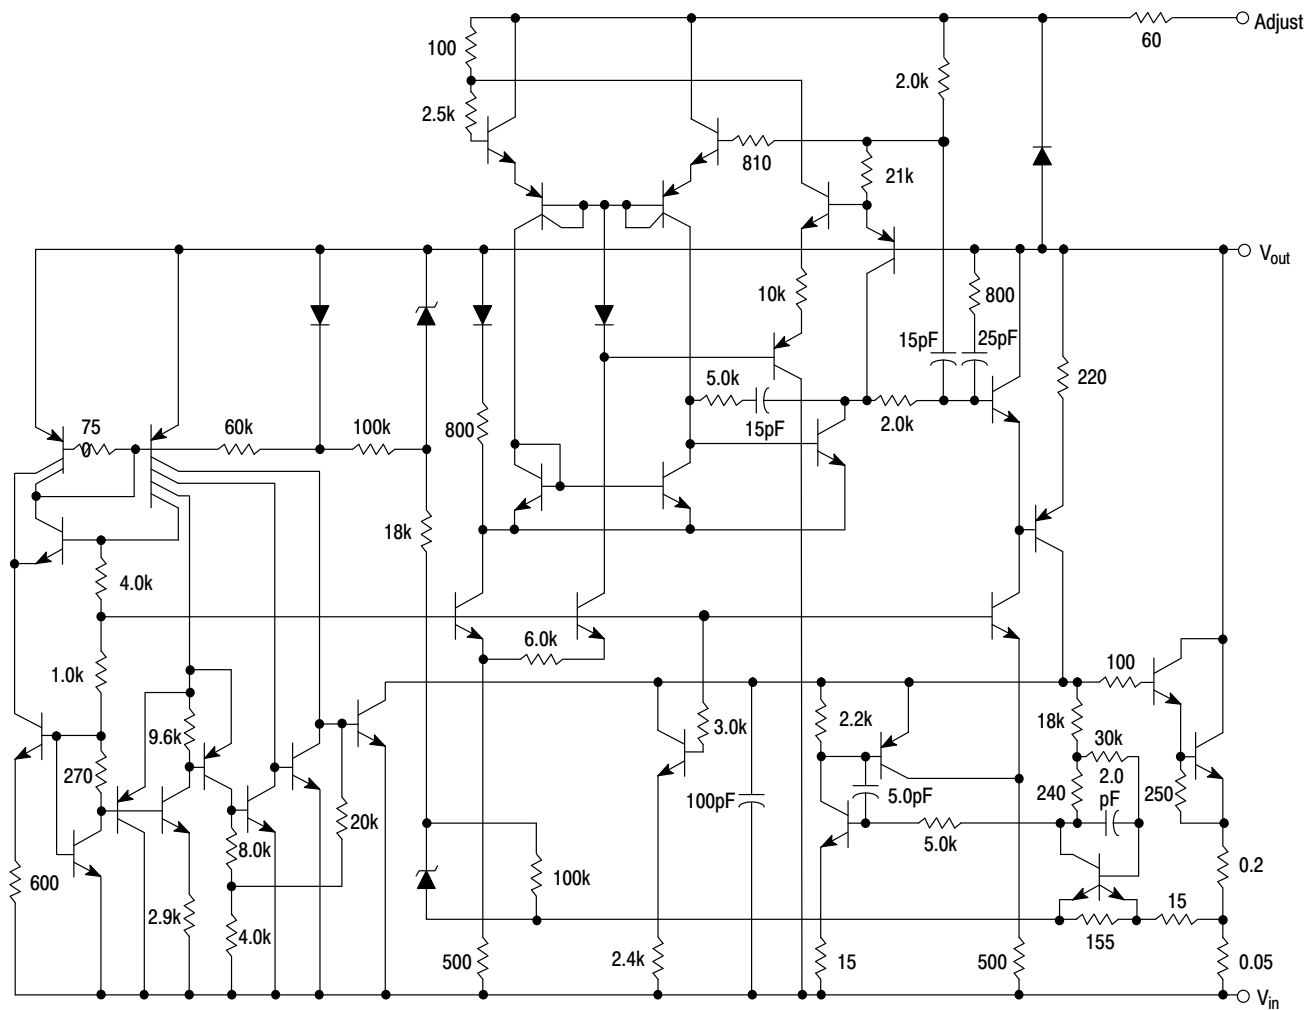 Adjust
60
100
2.0k
2.5k
810
21k
Vout
10k
800
15pF
25pF
220
5.0k
15pF
2.0k
75
0
60k
100k
800
18k
4.0k
6.0k
1.0k
100
3.0k
2.2k
18k
30k
9.6k
270
2.0
pF
240
250
100pF
5.0pF
20k
5.0k
8.0k
0.2
600
100k
15
2.9k
4.0k
155
500
2.4k
15
500
0.05
Vin